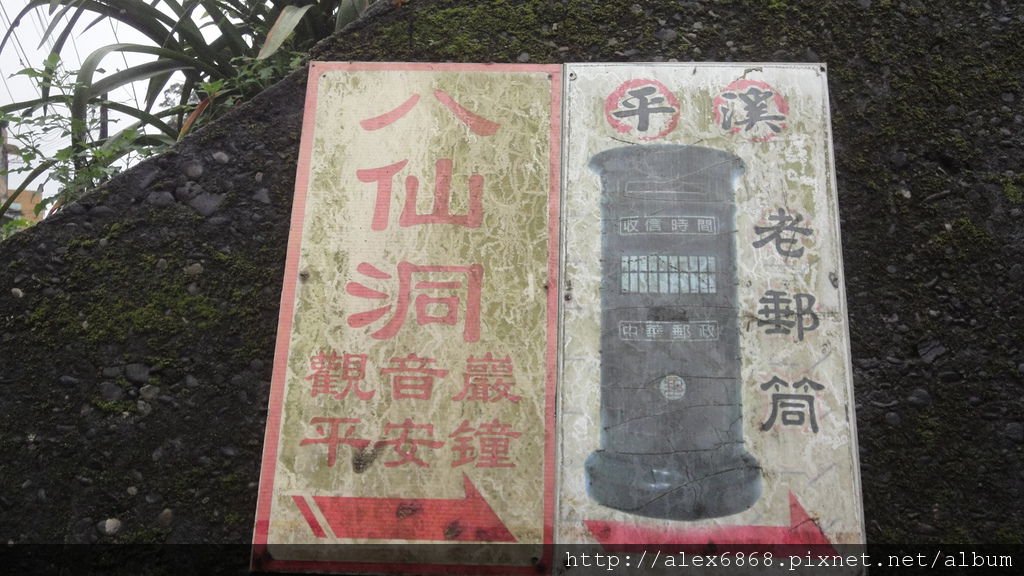 八仙洞
觀音巖
平安鐘
平溪
老郵筒
收信時間
中華郵政
郵
http://alex6868.pixnet.net/album